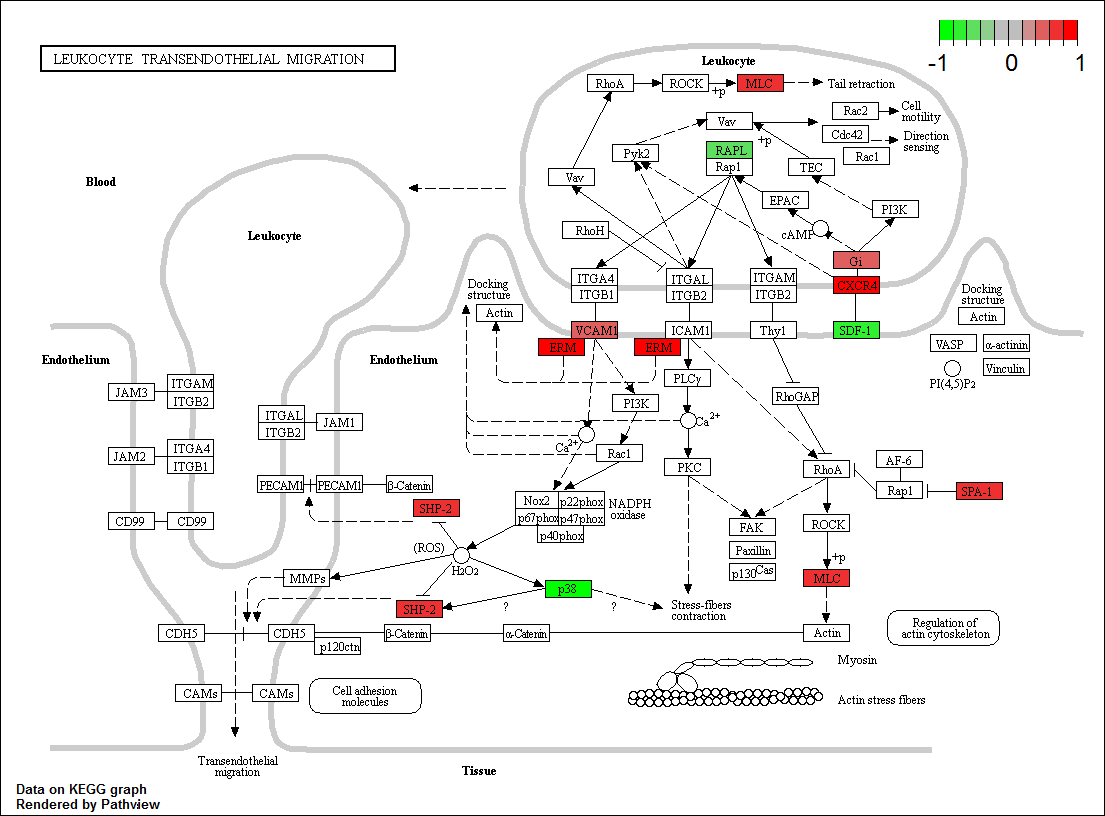 LEUKOCYTE TRANSENDOTHELIAL MIGRATION
-1 0 1
Leukocyte
RhoA
ROCK
+p
MLC
Tail retraction
Vav
+p
Rac2
Cell
motility
Cdc42
Direction
sensing
Rac1
Pyk2
RAPL
Rap1
TEC
Vav
EPAC
PI3K
RhoH
cAMP
Gi
Blood
Leukocyte
ITGA4
ITGB1
ITGAL
ITGB2
ITGAM
ITGB2
CXCR4
Docking
structure
Actin
Docking
structure
Actin
VCAM1
ICAM1
Thy1
SDF-1
ERM
ERM
VASP
α-actinin
PI(4,5)P2
Vinculin
Endothelium
Endothelium
JAM3
ITGAM
ITGB2
PLCγ
PI3K
RhoGAP
ITGAL
ITGB2
JAM1
Ca2+
Ca2+
JAM2
ITGA4
ITGB1
Rac1
PKC
RhoA
AF-6
Rap1
SPA-1
PECAM1
PECAM1
β-Catenin
SHP-2
Nox2
p22phox
p67phox
p47phox
p40phox
NADPH
oxidase
CD99
CD99
FAK
Paxillin
p130Cas
ROCK
+p
MLC
(ROS)
H2O2
MMPs
p38
SHP-2
?
?
Stress-fibers
contraction
CDH5
CDH5
p120ctn
β-Catenin
α-Catenin
Actin
Regulation of
actin cytoskeleton
Myosin
Actin stress fibers
CAMs
CAMs
Cell adhesion
molecules
Transendothelial
migration
Tissue
Data on KEGG graph
Rendered by Pathview